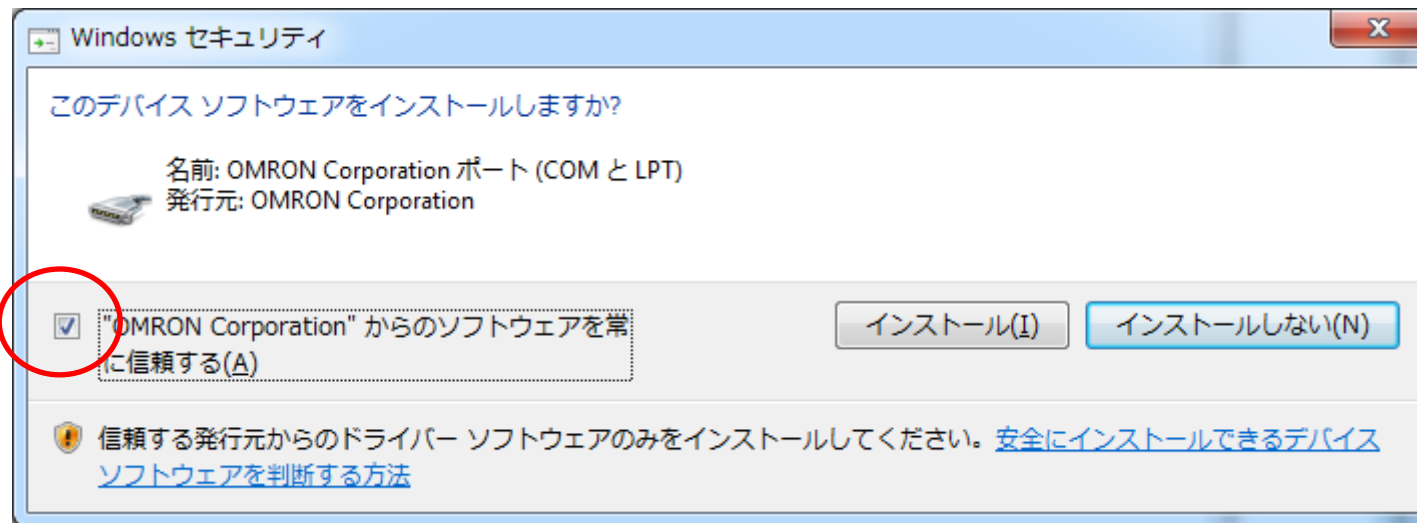 Windows セキュリティ
このデバイス ソフトウェアをインストールしますか?
名前: OMRON Corporation ポート (COM と LPT)
発行元: OMRON Corporation
"OMRON Corporation" からのソフトウェアを常
に信頼する(A)
インストール(I)
インストールしない(N)
信頼する発行元からのドライバー ソフトウェアのみをインストールしてください。安全にインストールできるデバイス
ソフトウェアを判断する方法